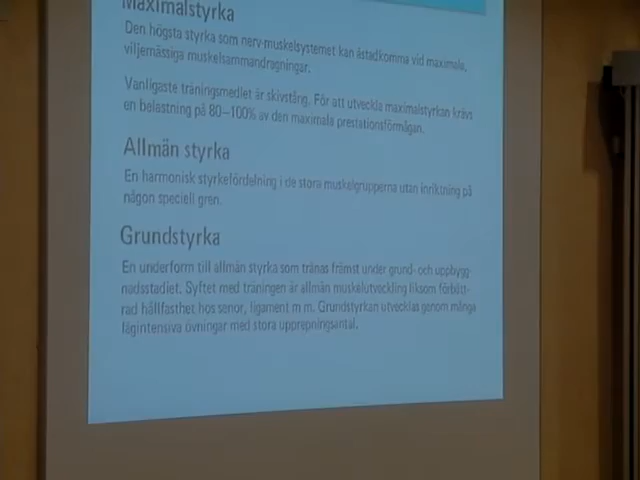 Maximalstyrka
Den högsta styrka som nerv-muskelsystemet kan åstadkomma vid maximala,
viljemässiga muskelsammandragningar.
Vanligaste träningsmedlet är skivstång. För att utveckla maximalstyrkan krävs
en belastning på 80–100% av den maximala prestationsförmågan.
Allmän styrka
En harmonisk styrkefördelning i de stora muskelgrupperna utan inriktning på
någon speciell gren.
Grundstyrka
En underform till allmän styrka som tränas främst under grund- och uppbygg-
nadsstadiet. Syftet med träningen är allmän muskelutveckling liksom förbätt-
rad hållfasthet hos senor, ligament m m. Grundstyrkan utvecklas genom många
lågintensiva övningar med stora upprepningsantal.